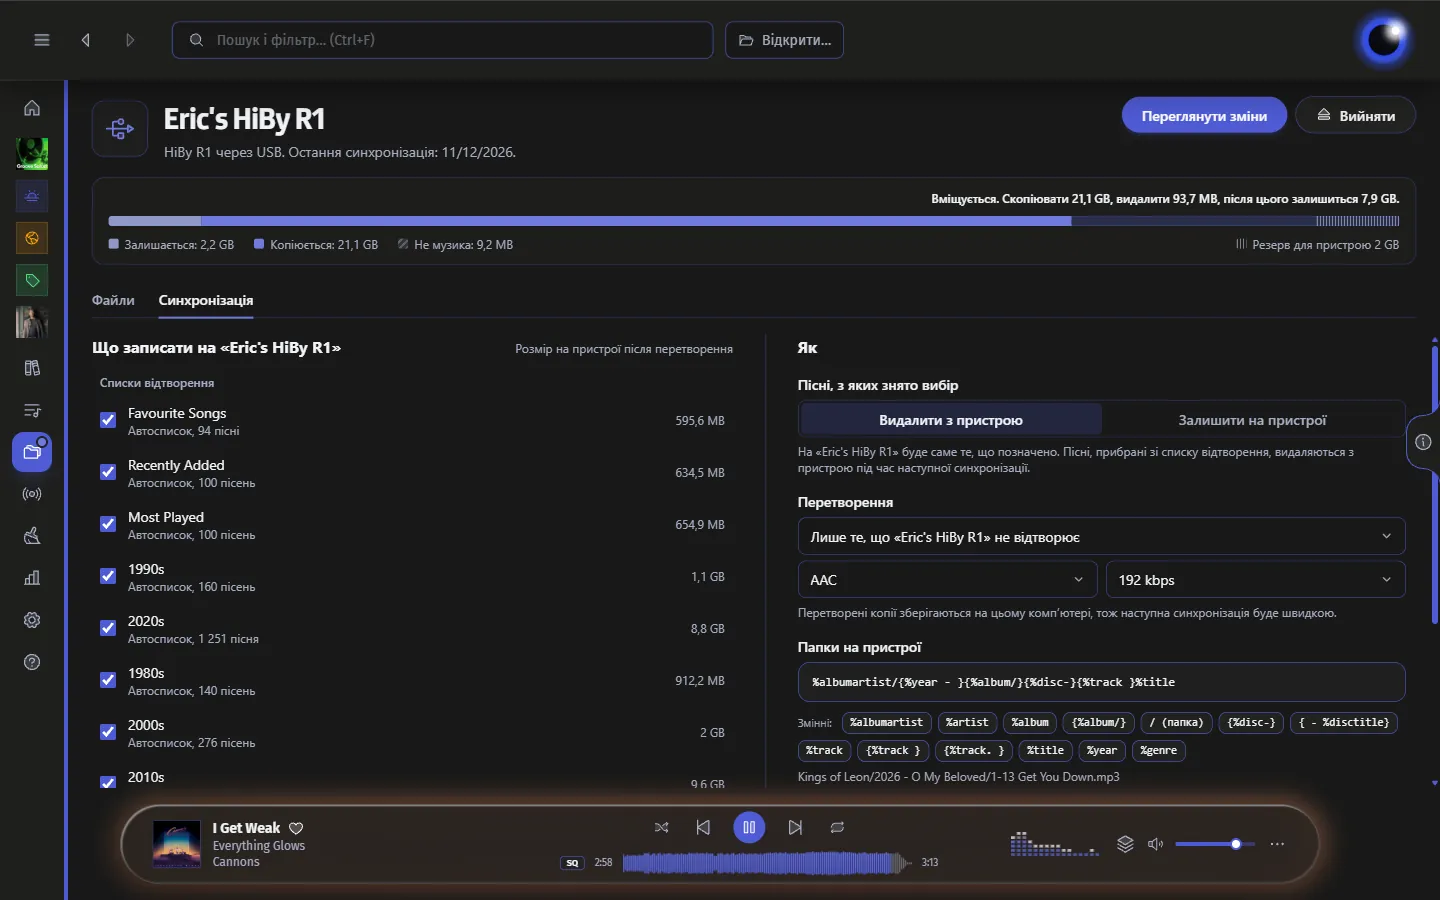 Пошук і фільтр... (Ctrl+F)
Відкрити...
Eric's HiBy R1
HiBy R1 через USB. Остання синхронізація: 11/12/2026.
Переглянути зміни
Вийняти
Вміщується. Скопіювати 21,1 GB, видалити 93,7 MB, після цього залишиться 7,9 GB.
Залишається: 2,2 GB
Копіюється: 21,1 GB
Не музика: 9,2 MB
Резерв для пристрою 2 GB
Файли
Синхронізація
Що записати на «Eric's HiBy R1»
Розмір на пристрої після перетворення
Списки відтворення
Favourite Songs
Автосписок, 94 пісні
595,6 MB
Recently Added
Автосписок, 100 пісень
634,5 MB
Most Played
Автосписок, 100 пісень
654,9 MB
1990s
Автосписок, 160 пісень
1,1 GB
2020s
Автосписок, 1 251 пісня
8,8 GB
1980s
Автосписок, 140 пісень
912,2 MB
2000s
Автосписок, 276 пісень
2 GB
2010s
9,6 GB
Як
Пісні, з яких знято вибір
Видалити з пристрою
Залишити на пристрої
На «Eric's HiBy R1» буде саме те, що позначено. Пісні, прибрані зі списку відтворення, видаляються з
пристрою під час наступної синхронізації.
Перетворення
Лише те, що «Eric's HiBy R1» не відтворює
AAC
192 kbps
Перетворені копії зберігаються на цьому комп'ютері, тож наступна синхронізація буде швидкою.
Папки на пристрої
%albumartist/{%year - }{%album/}{%disc-}{%track }%title
Змінні:
%albumartist
%artist
%album
{%album/}
/ (папка)
{%disc-}
{ - %disctitle}
%track
{%track }
{%track. }
%title
%year
%genre
Kings of Leon/2026 - O My Beloved/1-13 Get You Down.mp3
I Get Weak
Everything Glows
Cannons
SQ
2:58
3:13